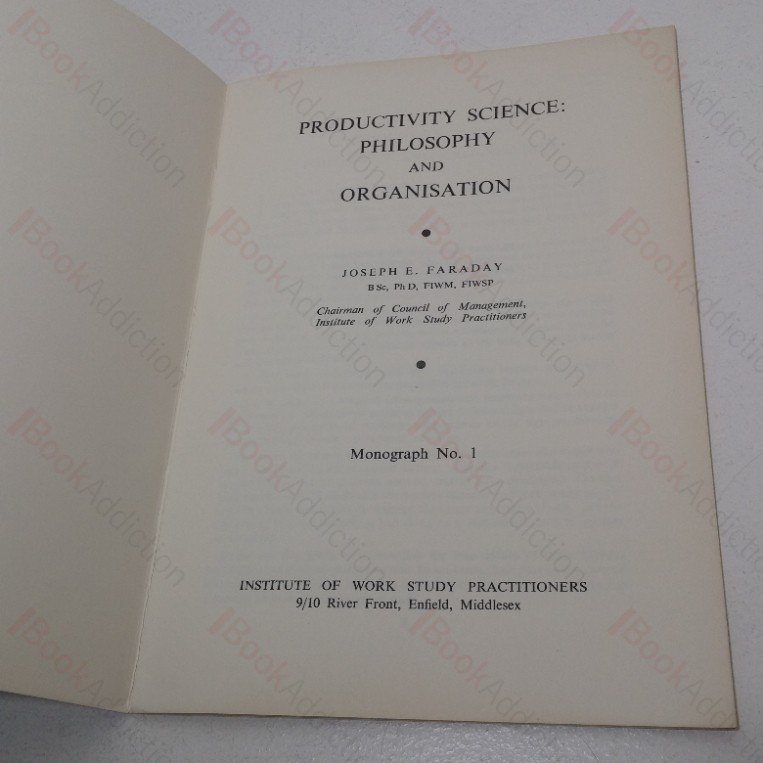 PRODUCTIVITY SCIENCE:
PHILOSOPHY
AND
ORGANISATION
JOSEPH E. FARADAY
BSc, PhD, FIWM, FIWSP
Chairman of Council of Management,
Institute of Work Study Practitioners
Monograph No. 1
INSTITUTE OF WORK STUDY PRACTITIONERS
9/10 River Front, Enfield, Middlesex
BookAddiction